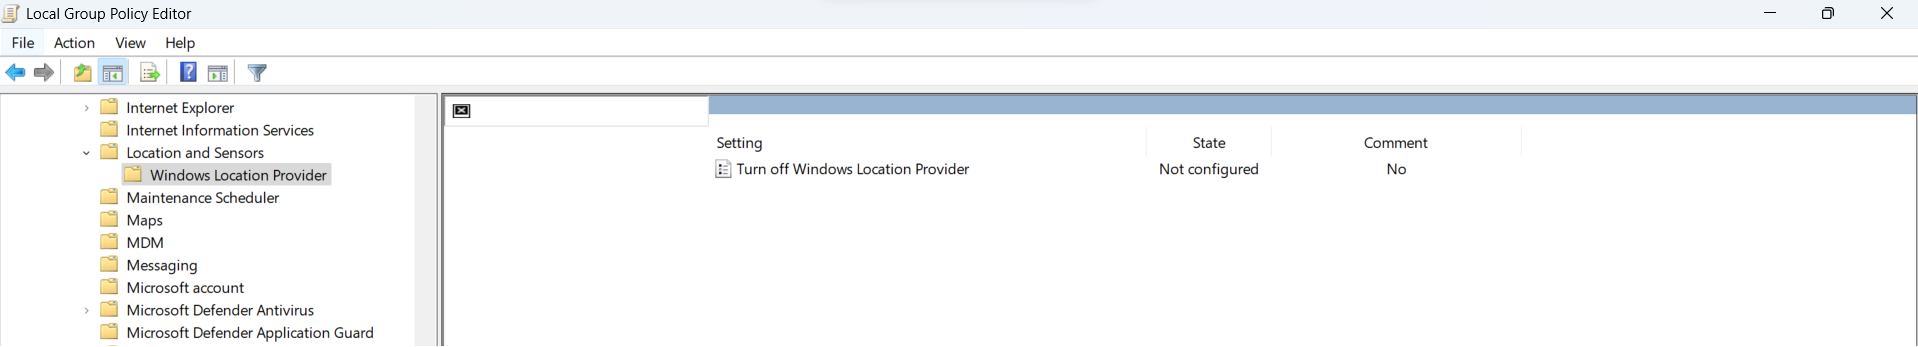 Local Group Policy Editor
File Action View Help
Internet Explorer
Internet Information Services
Location and Sensors
Windows Location Provider
Maintenance Scheduler
Maps
MDM
Messaging
Microsoft account
Microsoft Defender Antivirus
Microsoft Defender Application Guard
Setting State Comment
Turn off Windows Location Provider Not configured No